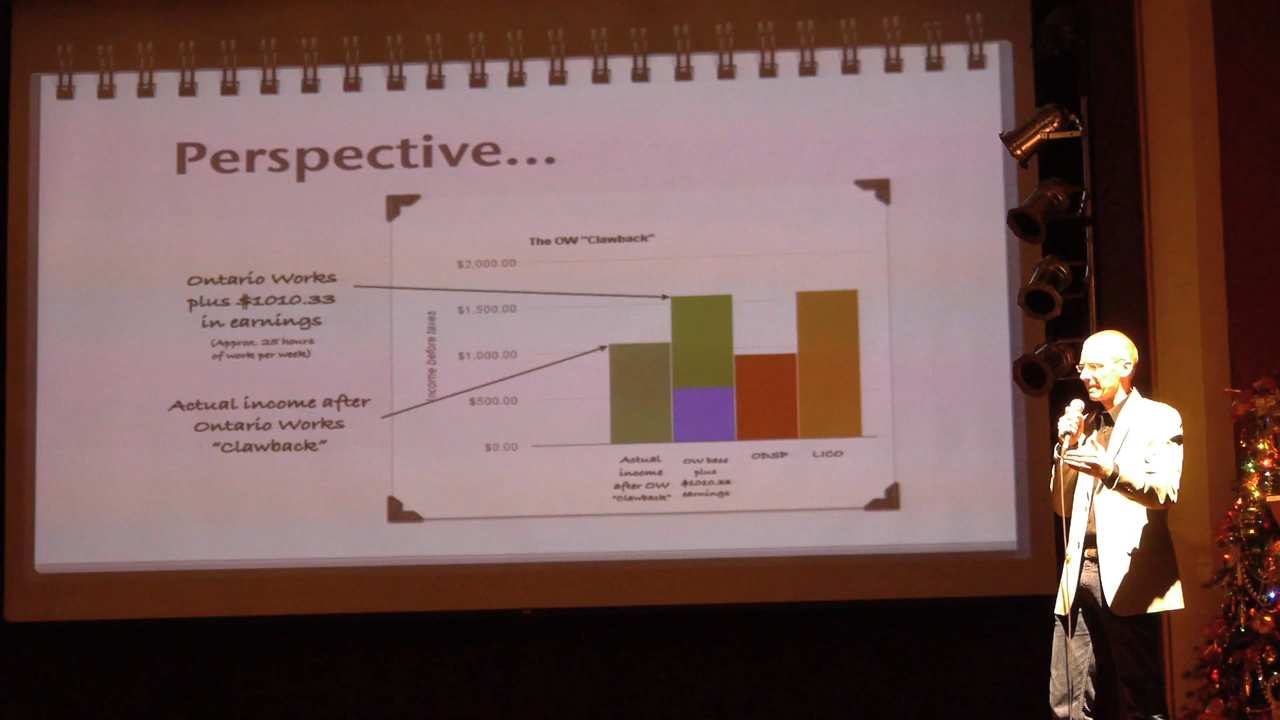 Perspective...
Ontario Works
plus $1010.33
in earnings
(Approx. 25 hours
of work per week)
Actual income after
Ontario Works
"Clawback"
The OW "Clawback"
Income before taxes
$2,000.00
$1,500.00
$1,000.00
$500.00
$0.00
Actual
income
after OW
"Clawback"
OW base
plus
$1010.33
earnings
ODSP
LICO